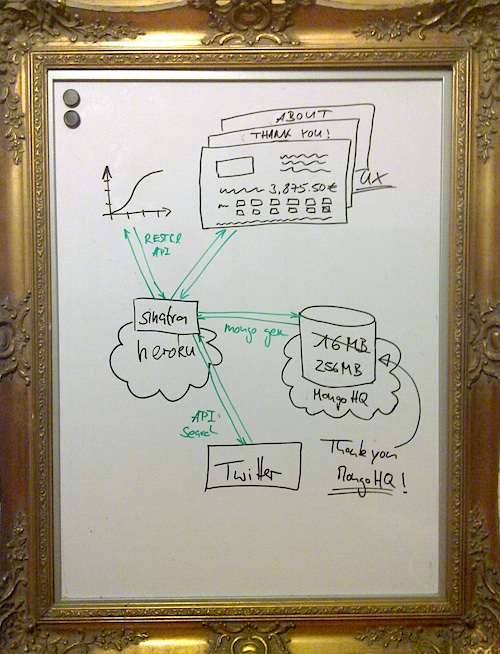 ABOUT
THANK YOU!
3,875.50€
UX
RESTful
API
Sinatra
heroku
mongo gem
16MB
256MB
MongoHQ
API:
Search
Twitter
Thank you
MongoHQ!